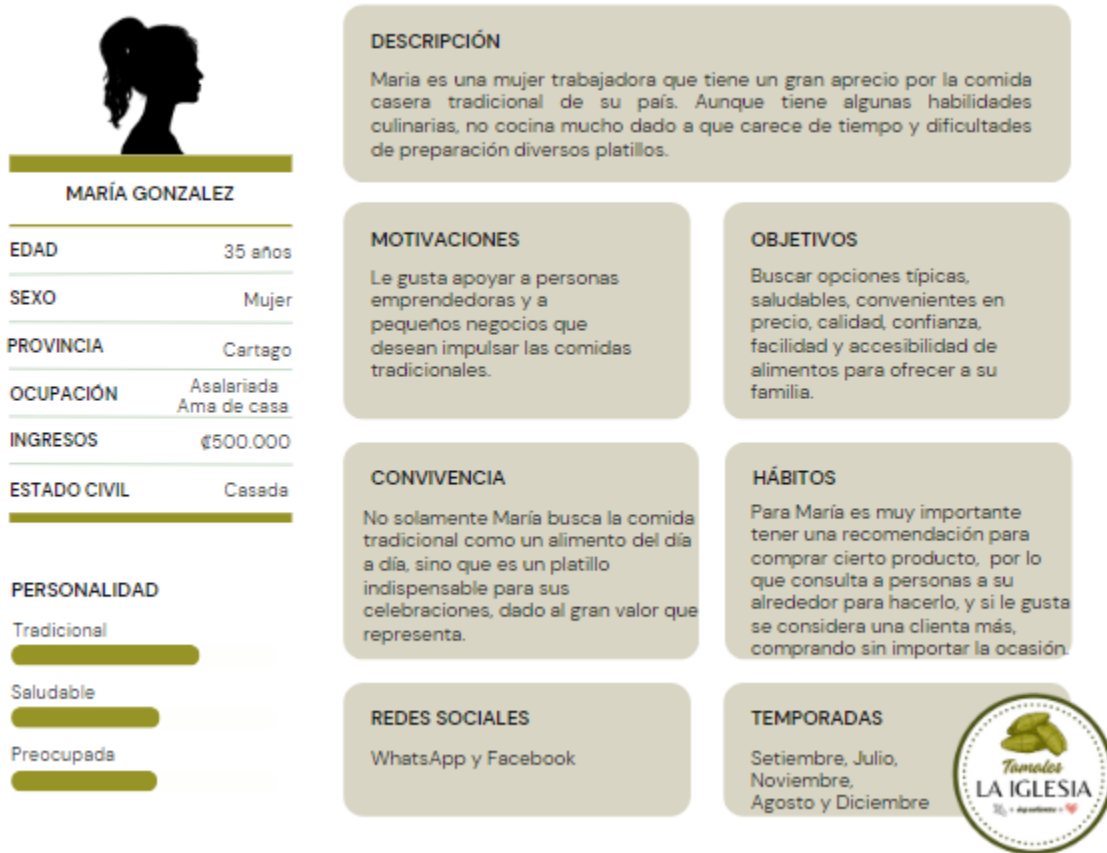 MARÍA GONZALEZ
EDAD 35 años
SEXO Mujer
PROVINCIA Cartago
OCUPACIÓN Asalariada
Ama de casa
INGRESOS ₡500.000
ESTADO CIVIL Casada
PERSONALIDAD
Tradicional
Saludable
Preocupada
DESCRIPCIÓN
Maria es una mujer trabajadora que tiene un gran aprecio por la comida
casera tradicional de su país. Aunque tiene algunas habilidades
culinarias, no cocina mucho dado a que carece de tiempo y dificultades
de preparación diversos platillos.
MOTIVACIONES
Le gusta apoyar a personas
emprendedoras y a
pequeños negocios que
desean impulsar las comidas
tradicionales.
OBJETIVOS
Buscar opciones típicas,
saludables, convenientes en
precio, calidad, confianza,
facilidad y accesibilidad de
alimentos para ofrecer a su
familia.
CONVIVENCIA
No solamente María busca la comida
tradicional como un alimento del día
a día, sino que es un platillo
indispensable para sus
celebraciones, dado al gran valor que
representa.
HÁBITOS
Para María es muy importante
tener una recomendación para
comprar cierto producto, por lo
que consulta a personas a su
alrededor para hacerlo, y si le gusta
se considera una clienta más,
comprando sin importar la ocasión.
REDES SOCIALES
WhatsApp y Facebook
TEMPORADAS
Setiembre, Julio,
Noviembre,
Agosto y Diciembre
Tamales
LA IGLESIA